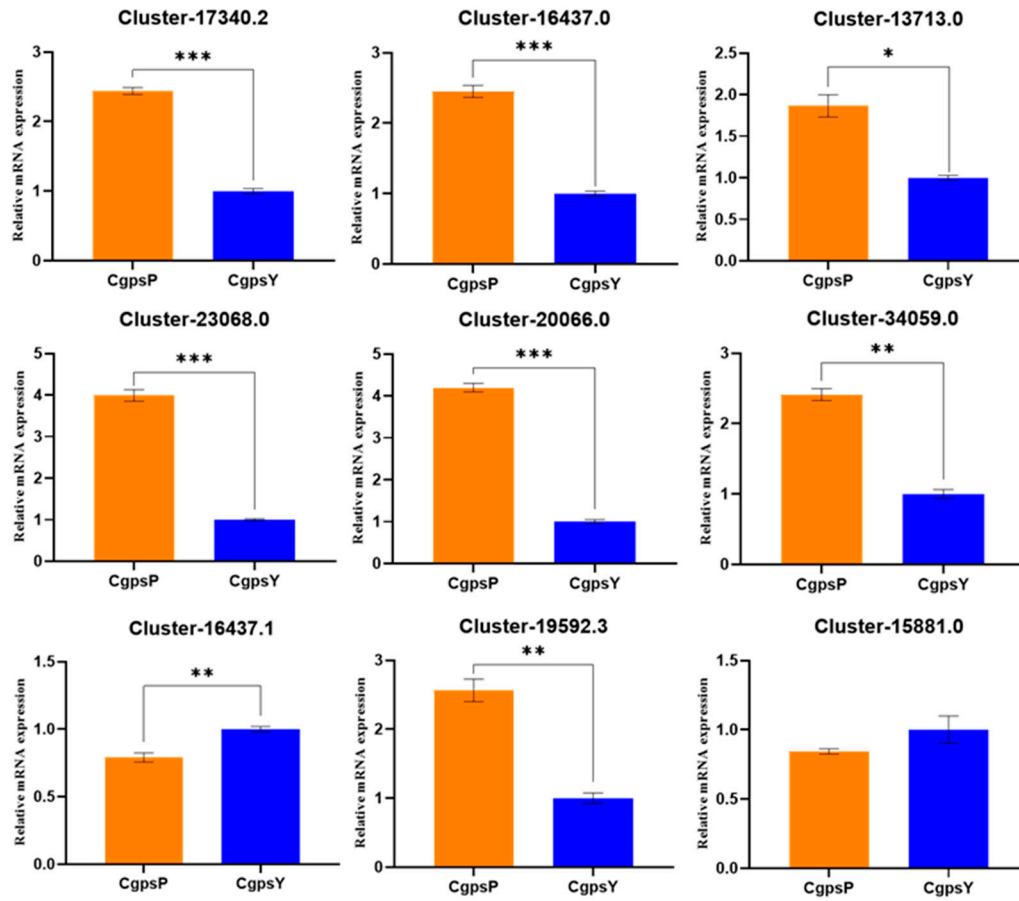 Cluster-17340.2
Relative mRNA expression
3
2
1
0
***
CgpsP
CgpsY
Cluster-16437.0
Relative mRNA expression
3
2
1
0
***
CgpsP
CgpsY
Cluster-13713.0
Relative mRNA expression
2.5
2.0
1.5
1.0
0.5
0.0
*
CgpsP
CgpsY
Cluster-23068.0
Relative mRNA expression
5
4
3
2
1
0
***
CgpsP
CgpsY
Cluster-20066.0
Relative mRNA expression
5
4
3
2
1
0
***
CgpsP
CgpsY
Cluster-34059.0
Relative mRNA expression
3
2
1
0
**
CgpsP
CgpsY
Cluster-16437.1
Relative mRNA expression
1.5
1.0
0.5
0.0
**
CgpsP
CgpsY
Cluster-19592.3
Relative mRNA expression
3
2
1
0
**
CgpsP
CgpsY
Cluster-15881.0
Relative mRNA expression
1.5
1.0
0.5
0.0
CgpsP
CgpsY